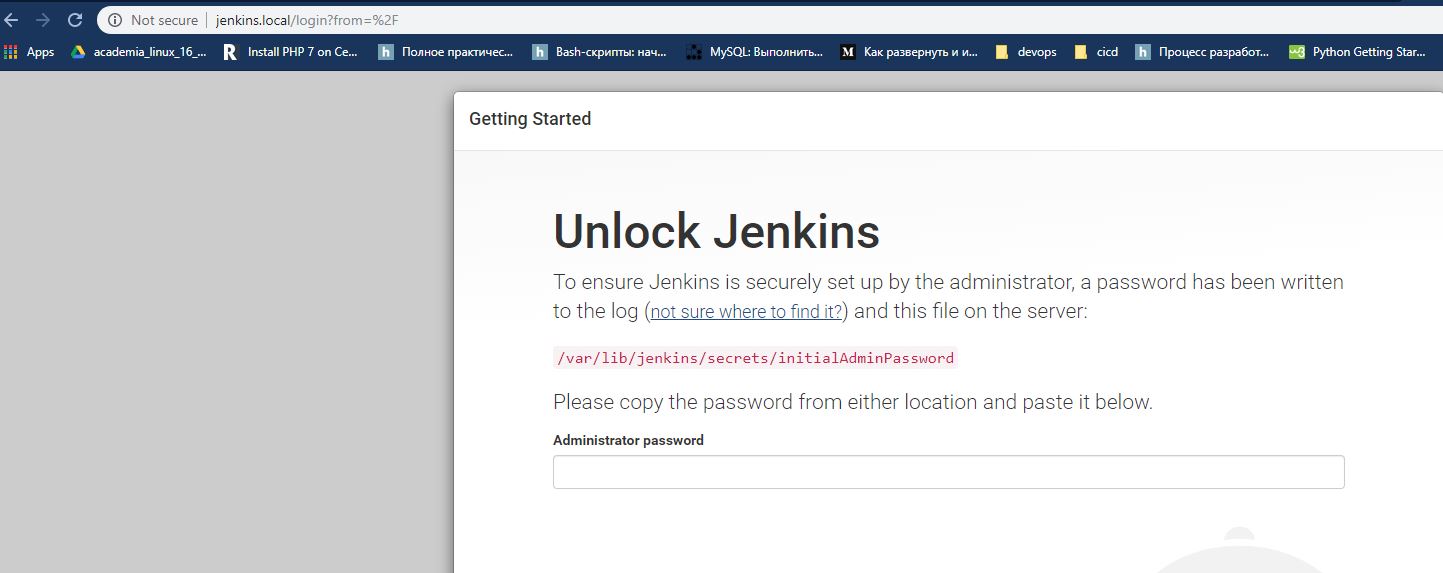 Not secure | jenkins.local/login?from=%2F
Apps academia_linux_16_... R Install PHP 7 on Ce... h Полное практичес... h Bash-скрипты: нач... MySQL: Выполнить... M Как развернуть и и... devops cicd h Процесс разработ... w3 Python Getting Star...
Getting Started
Unlock Jenkins
To ensure Jenkins is securely set up by the administrator, a password has been written
to the log (not sure where to find it?) and this file on the server:
/var/lib/jenkins/secrets/initialAdminPassword
Please copy the password from either location and paste it below.
Administrator password